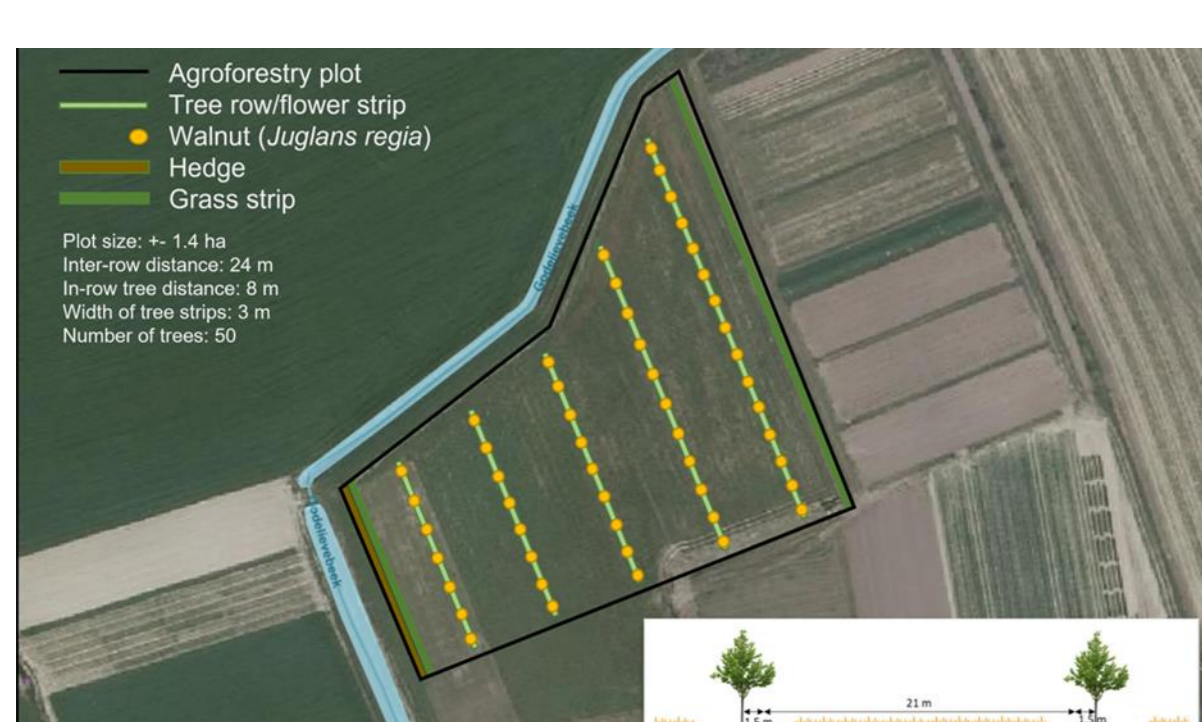 Agroforestry plot
Tree row/flower strip
Walnut (Juglans regia)
Hedge
Grass strip
Plot size: +- 1.4 ha
Inter-row distance: 24 m
In-row tree distance: 8 m
Width of tree strips: 3 m
Number of trees: 50
Godelievebeek
Godelievebeek
21 m
1.5 m
1.5 m